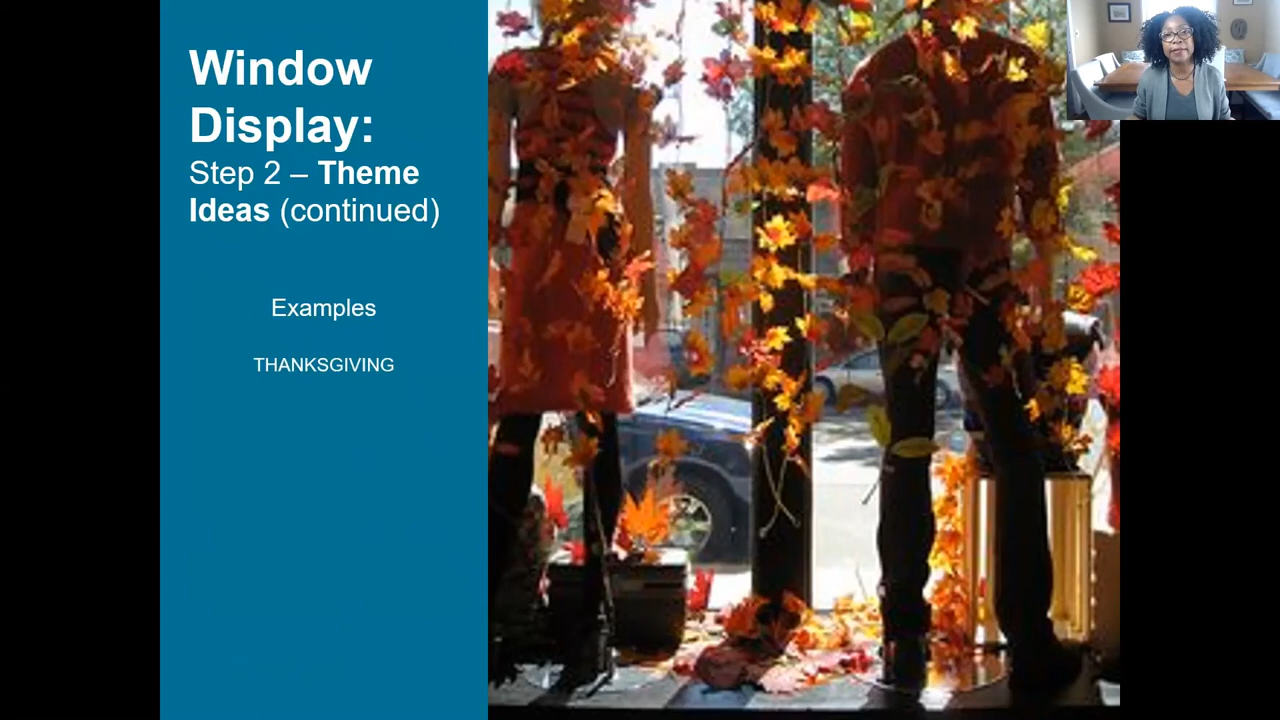 Window
Display:
Step 2 – Theme
Ideas (continued)
Examples
THANKSGIVING